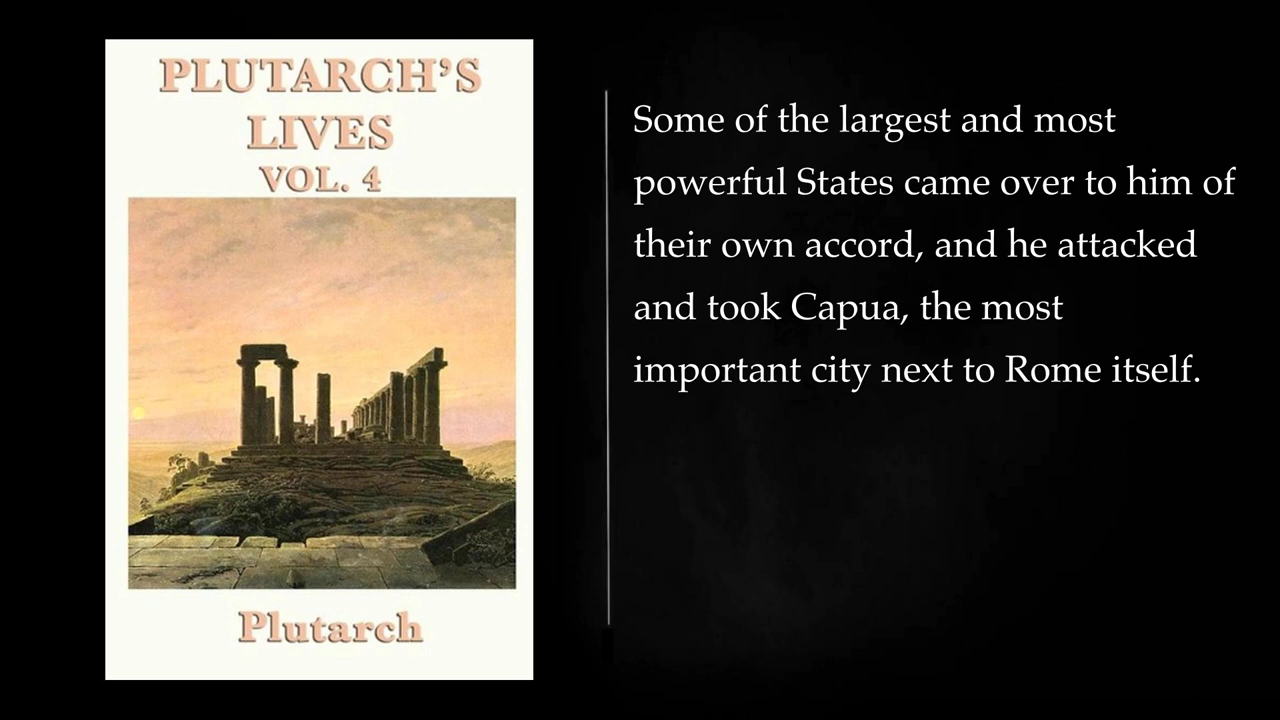 PLUTARCH'S
LIVES
VOL. 4
Plutarch
Some of the largest and most
powerful States came over to him of
their own accord, and he attacked
and took Capua, the most
important city next to Rome itself.